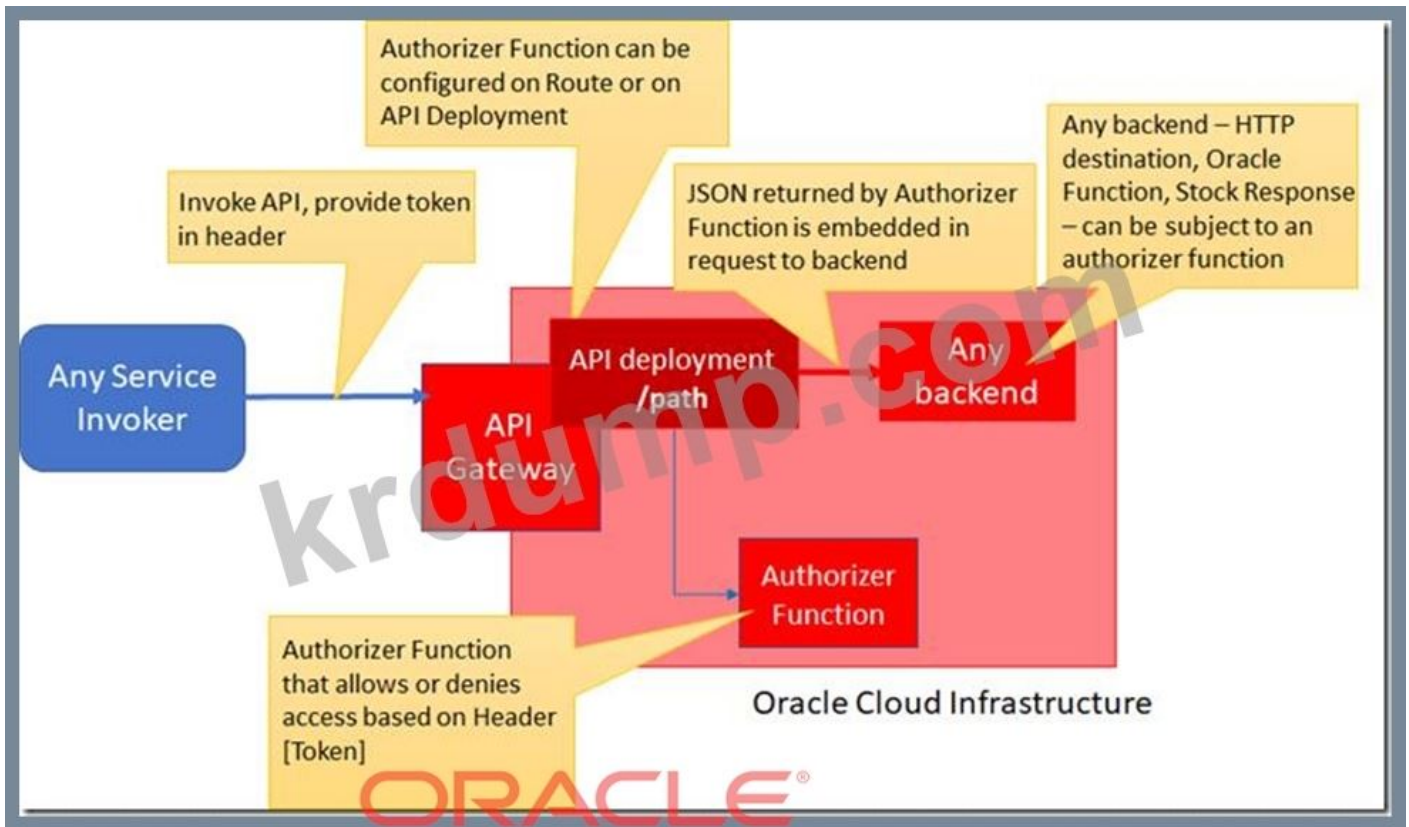 Authorizer Function can be
configured on Route or on
API Deployment
Any backend – HTTP
destination, Oracle
Function, Stock Response
– can be subject to an
authorizer function
Invoke API, provide token
in header
JSON returned by Authorizer
Function is embedded in
request to backend
Any Service
Invoker
API
Gateway
API deployment
/path
Any
backend
krdump.com
Authorizer
Function
Authorizer Function
that allows or denies
access based on Header
[Token]
Oracle Cloud Infrastructure
ORACLE®